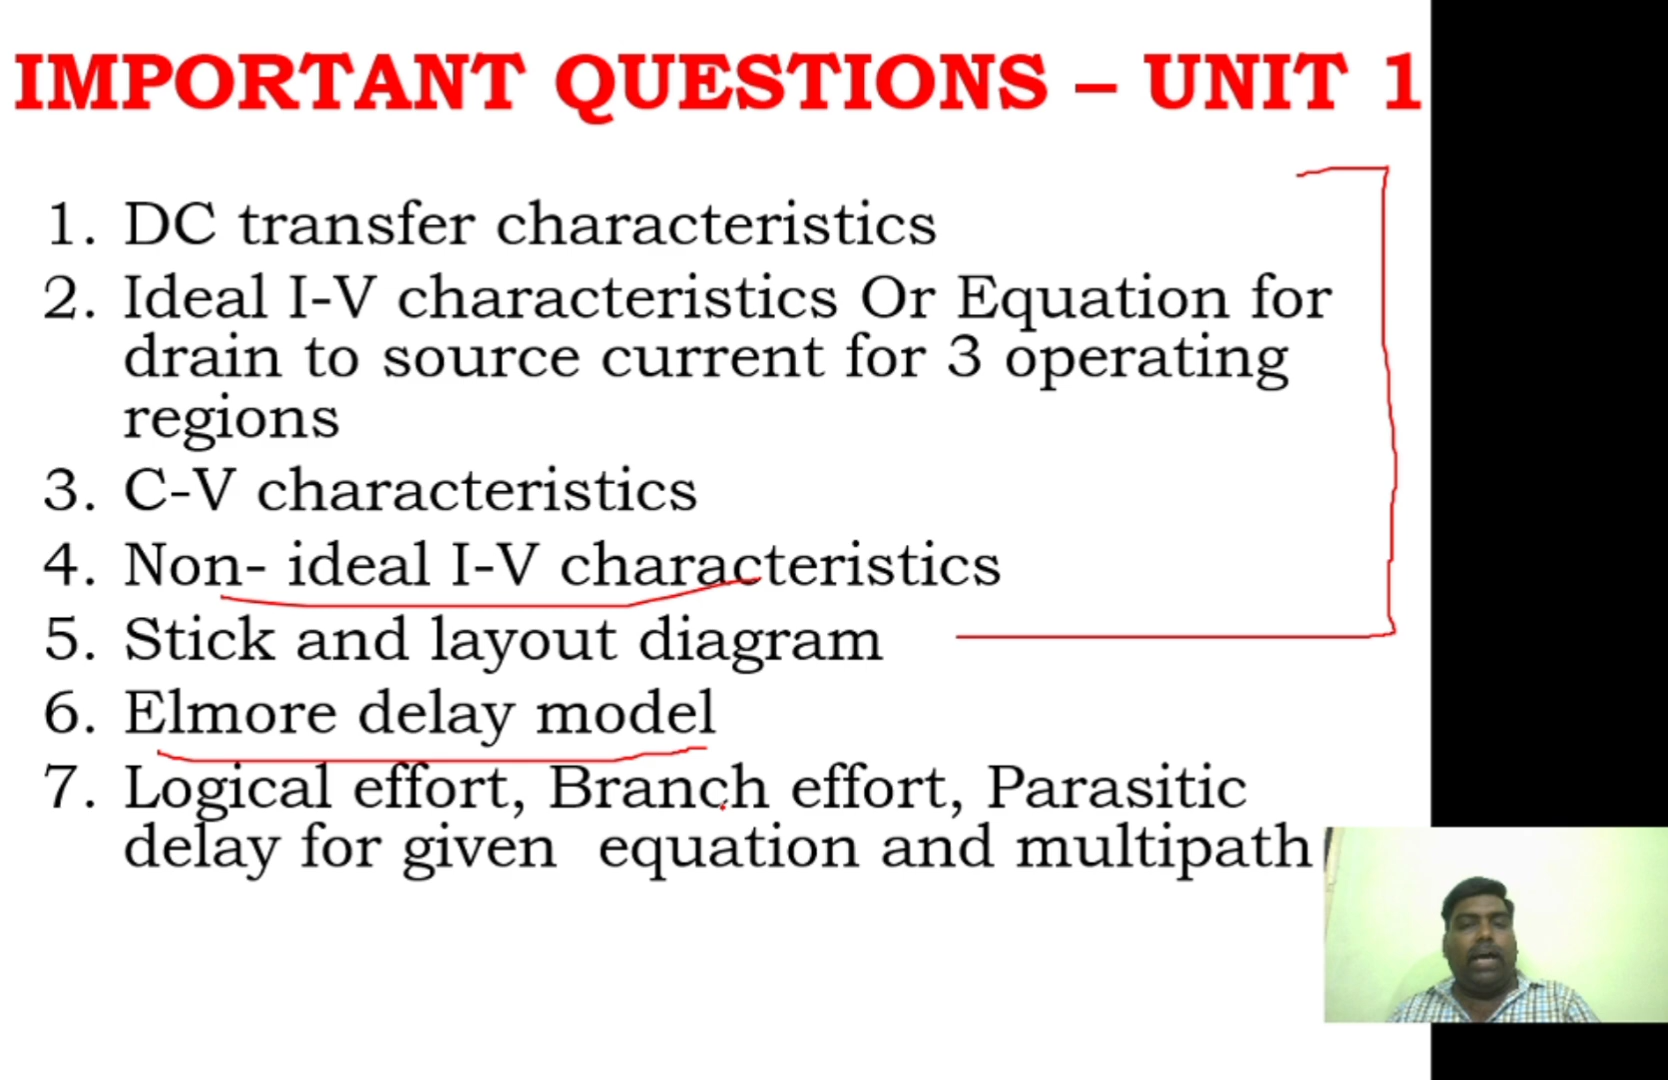 IMPORTANT QUESTIONS – UNIT 1
1. DC transfer characteristics
2. Ideal I-V characteristics Or Equation for
drain to source current for 3 operating
regions
3. C-V characteristics
4. Non- ideal I-V characteristics
5. Stick and layout diagram
6. Elmore delay model
7. Logical effort, Branch effort, Parasitic
delay for given  equation and multipath